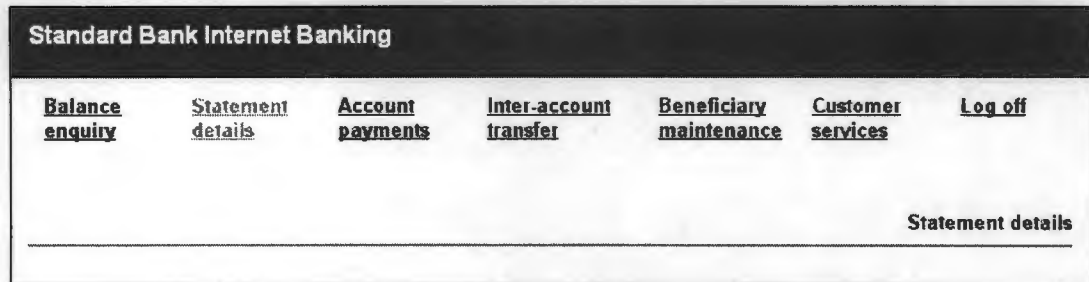 Standard Bank Internet Banking
Balance enquiry
Statement details
Account payments
Inter-account transfer
Beneficiary maintenance
Customer services
Log off
Statement details